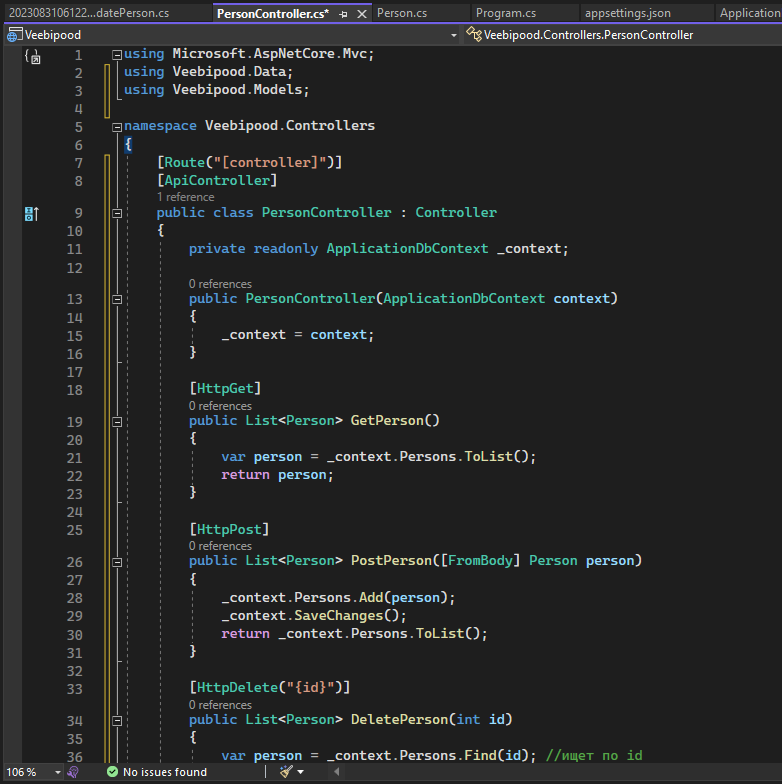 2023083106122...datePerson.cs PersonController.cs* Person.cs Program.cs appsettings.json Application
Veebipood Veebipood.Controllers.PersonController
1 using Microsoft.AspNetCore.Mvc;
2 using Veebipood.Data;
3 using Veebipood.Models;
4
5 namespace Veebipood.Controllers
6 {
7 [Route("[controller]")]
8 [ApiController]
1 reference
9 public class PersonController : Controller
10 {
11 private readonly ApplicationDbContext _context;
12
0 references
13 public PersonController(ApplicationDbContext context)
14 {
15 _context = context;
16 }
17
18 [HttpGet]
0 references
19 public List<Person> GetPerson()
20 {
21 var person = _context.Persons.ToList();
22 return person;
23 }
24
25 [HttpPost]
0 references
26 public List<Person> PostPerson([FromBody] Person person)
27 {
28 _context.Persons.Add(person);
29 _context.SaveChanges();
30 return _context.Persons.ToList();
31 }
32
33 [HttpDelete("{id}")]
0 references
34 public List<Person> DeletePerson(int id)
35 {
36 var person = _context.Persons.Find(id); //ищет по id
106 % No issues found